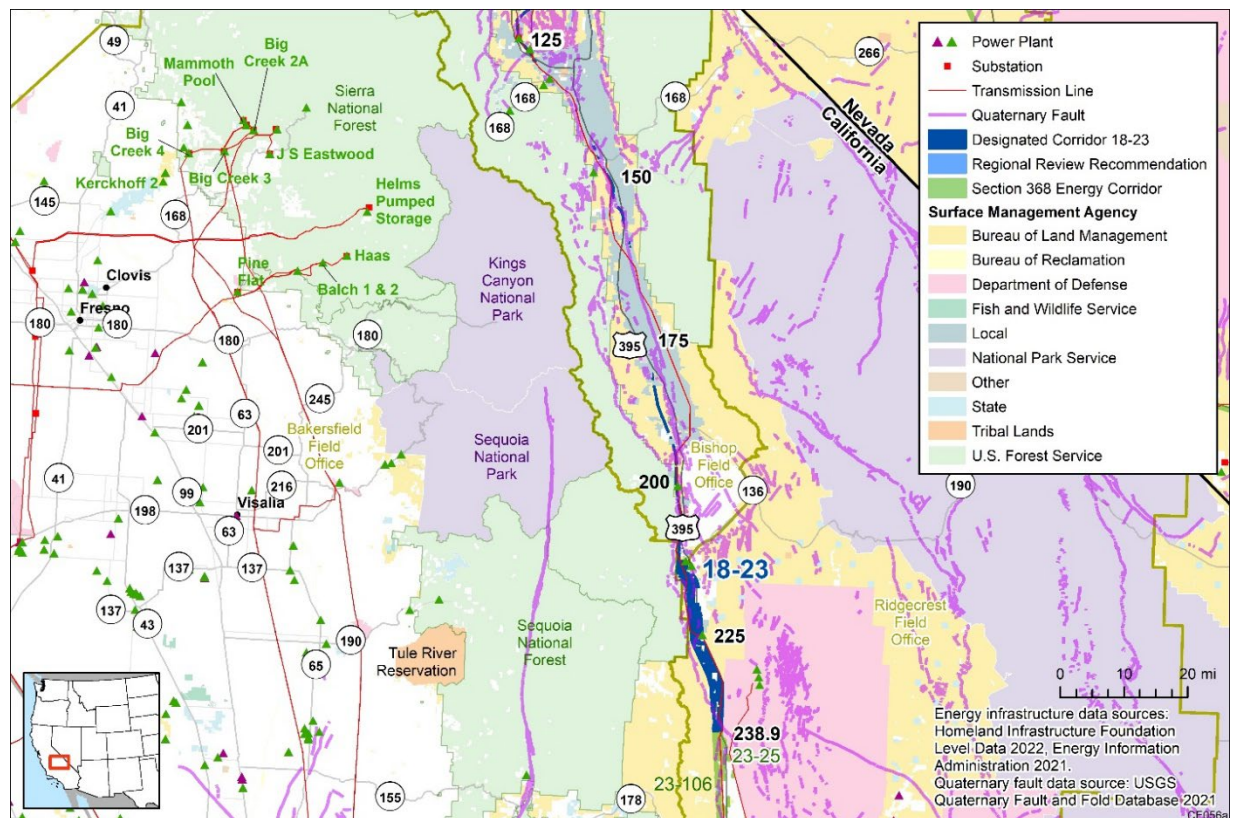 49
41
Mammoth
Pool
Big
Creek 2A
Sierra
National
Forest
Big
Creek 4
J S Eastwood
Kerckhoff 2
Big Creek 3
145
168
Helms
Pumped
Storage
Clovis
Fresno
180
180
180
180
Pine
Flat
Haas
Balch 1 & 2
125
168
168
168
266
Nevada
California
150
Kings
Canyon
National
Park
395
175
63
245
201
201
Bakersfield
Field
Office
41
99
216
198
Visalia
63
Sequoia
National
Park
Bishop
Field
Office
200
136
190
395
137
137
137
43
18-23
225
Ridgecrest
Field
Office
Sequoia
National
Forest
Tule River
Reservation
190
65
238.9
23-25
23-106
155
178
Power Plant
Substation
Transmission Line
Quaternary Fault
Designated Corridor 18-23
Regional Review Recommendation
Section 368 Energy Corridor
Surface Management Agency
Bureau of Land Management
Bureau of Reclamation
Department of Defense
Fish and Wildlife Service
Local
National Park Service
Other
State
Tribal Lands
U.S. Forest Service
0 10 20 mi
Energy infrastructure data sources:
Homeland Infrastructure Foundation
Level Data 2022, Energy Information
Administration 2021.
Quaternary fault data source: USGS
Quaternary Fault and Fold Database 2021